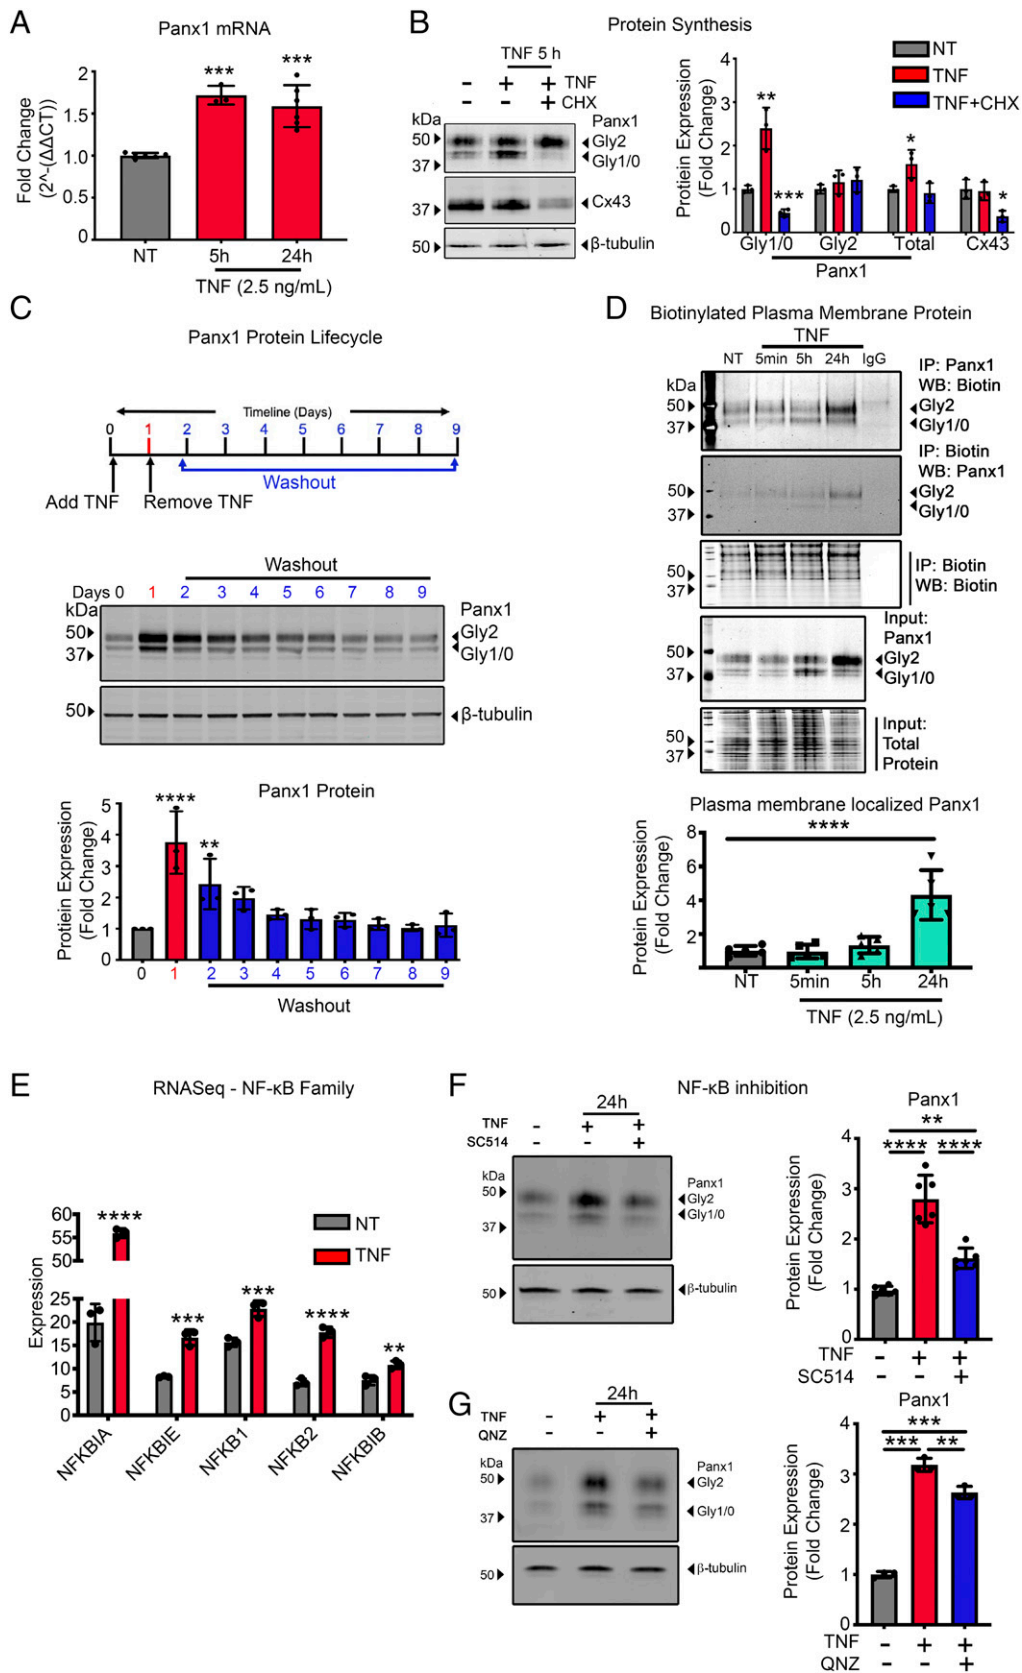 A
Panx1 mRNA
Fold Change
(2^-(ΔΔCT))
2
1.5
1.0
0.5
0
***
***
NT
5h
24h
TNF (2.5 ng/mL)
B
Protein Synthesis
TNF 5 h
- + + TNF
- - + CHX
kDa
Panx1
50
Gly2
Gly1/0
37
37
Cx43
50
β-tubulin
NT
TNF
TNF+CHX
Protiein Expression
(Fold Change)
4
3
2
1
0
**
***
*
*
Gly1/0
Gly2
Total
Cx43
Panx1
C
Panx1 Protein Lifecycle
Timeline (Days)
0 1 2 3 4 5 6 7 8 9
Washout
Add TNF
Remove TNF
Washout
Days 0 1 2 3 4 5 6 7 8 9
kDa
Panx1
50
Gly2
37
Gly1/0
50
β-tubulin
Panx1 Protein
Protiein Expression
(Fold Change)
5
4
3
2
1
0
****
**
0 1 2 3 4 5 6 7 8 9
Washout
D
Biotinylated Plasma Membrane Protein
TNF
NT 5min 5h 24h IgG
kDa
50
37
IP: Panx1
WB: Biotin
Gly2
Gly1/0
50
37
IP: Biotin
WB: Panx1
Gly2
Gly1/0
50
37
IP: Biotin
WB: Biotin
50
37
Input:
Panx1
Gly2
Gly1/0
50
37
Input:
Total
Protein
Plasma membrane localized Panx1
Protein Expression
(Fold Change)
8
6
4
2
****
NT
5min
5h
24h
TNF (2.5 ng/mL)
E
RNASeq - NF-κB Family
Expression
60
55
50
25
20
15
10
5
0
****
***
***
****
**
NT
TNF
NFKBIA
NFKBIE
NFKB1
NFKB2
NFKBIB
F
NF-κB inhibition
24h
TNF - + +
SC514 - - +
kDa
50
37
Panx1
Gly2
Gly1/0
50
β-tubulin
Panx1
Protein Expression
(Fold Change)
4
3
2
1
0
**
****
****
TNF - + +
SC514 - - +
G
24h
TNF - + +
QNZ - - +
kDa
50
37
Panx1
Gly2
Gly1/0
50
β-tubulin
Panx1
Protein Expression
(Fold Change)
4
3
2
1
0
***
***
**
TNF - + +
QNZ - - +